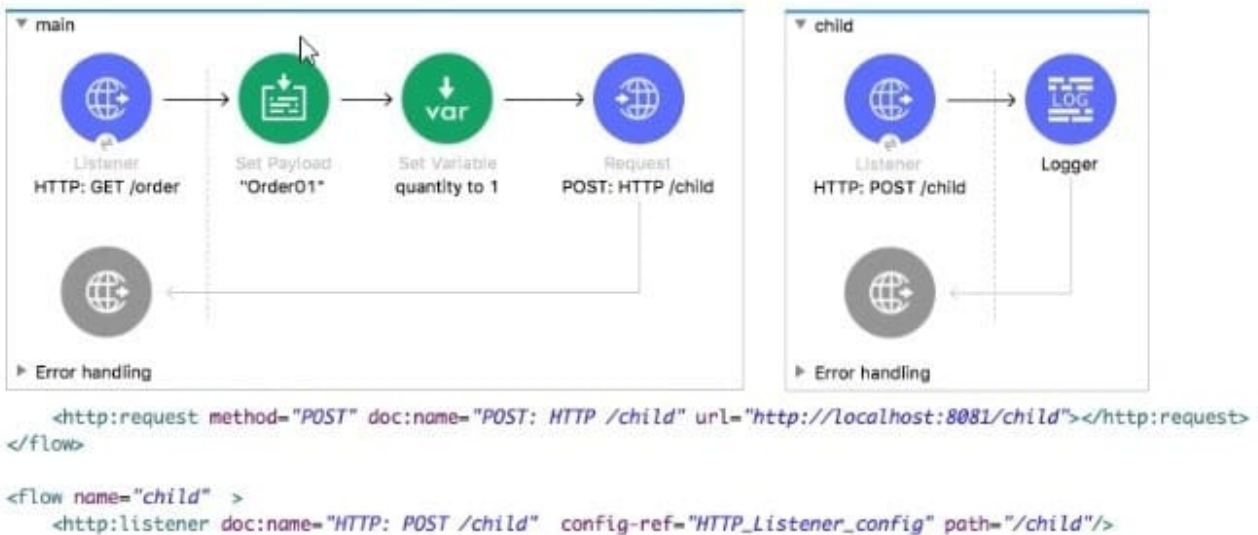 main
child
var
LOG
Listener
Set Payload
Set Variable
Request
Listener
Logger
HTTP: GET /order
"Order01"
quantity to 1
POST: HTTP /child
HTTP: POST /child
Error handling
Error handling
<http:request method="POST" doc:name="POST: HTTP /child" url="http://localhost:8081/child"></http:request>
</flow>
<flow name="child" >
<http:listener doc:name="HTTP: POST /child" config-ref="HTTP_Listener_config" path="/child"/>